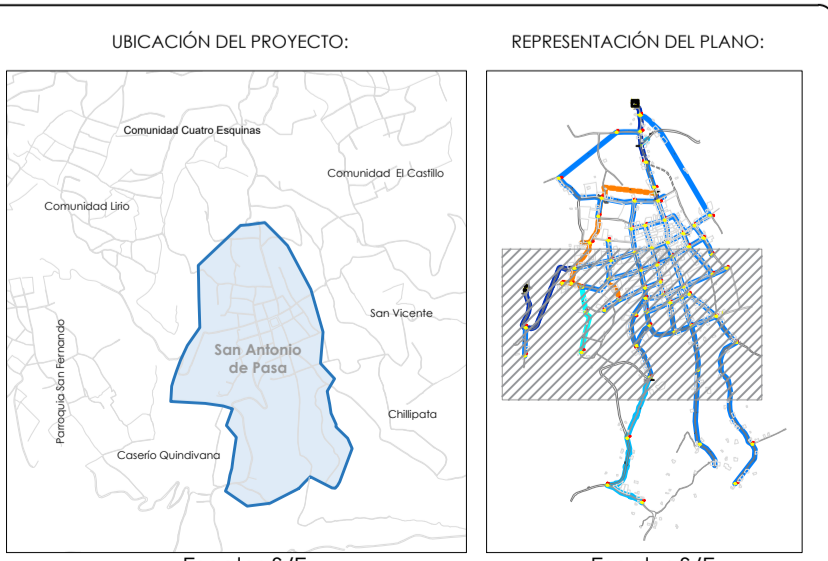 UBICACIÓN DEL PROYECTO:
REPRESENTACIÓN DEL PLANO:
Comunidad Cuatro Esquinas
Comunidad El Castillo
Comunidad Lirio
San Vicente
San Antonio
de Pasa
Parroquia San Fernando
Chillipata
Caserío Quindivana